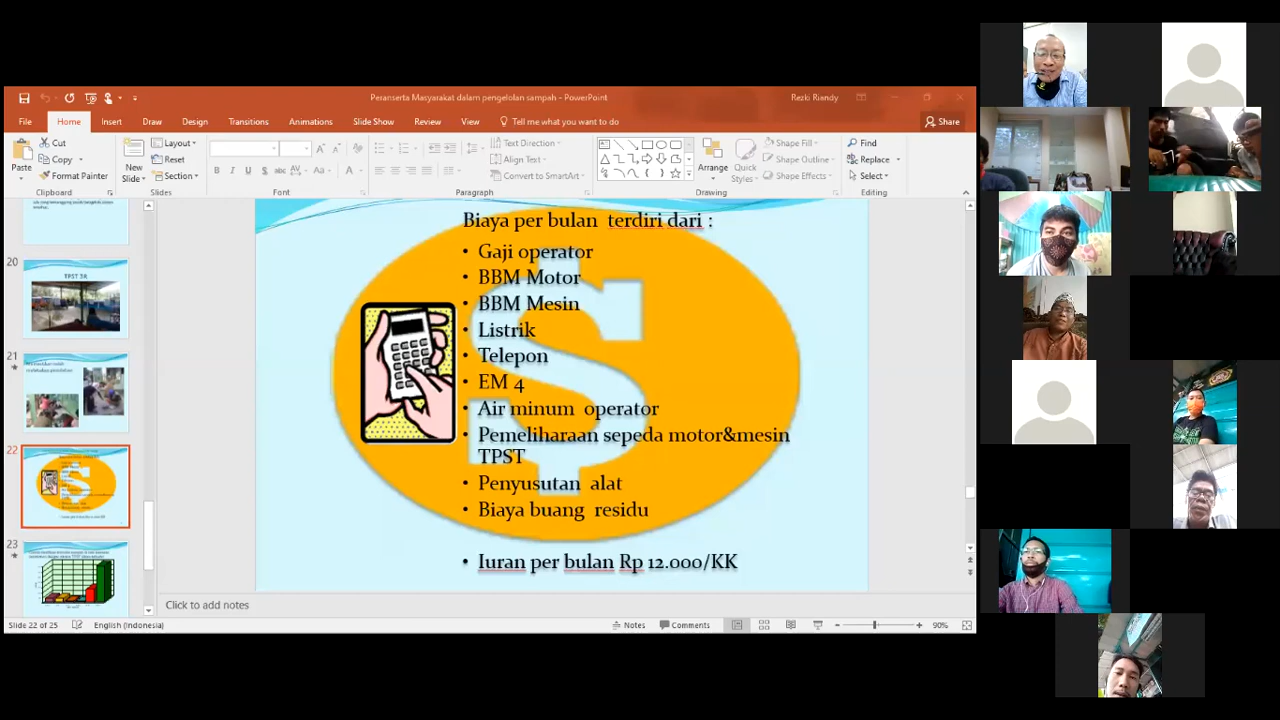 Peranserta Masyarakat dalam pengelolan sampah - PowerPoint
Rezki Riandy
File Home Insert Draw Design Transitions Animations Slide Show Review View Tell me what you want to do Share
Paste
Cut
Copy
Format Painter
Clipboard
New Slide
Layout
Reset
Section
Slides
B I U S abc AV Aa A
Font
Text Direction
Align Text
Convert to SmartArt
Paragraph
Arrange
Quick Styles
Shape Fill
Shape Outline
Shape Effects
Drawing
Find
Replace
Select
Editing
20
TPST 3R
21
22
23
Biaya per bulan terdiri dari :
• Gaji operator
• BBM Motor
• BBM Mesin
• Listrik
• Telepon
• EM 4
• Air minum operator
• Pemeliharaan sepeda motor&mesin
TPST
• Penyusutan alat
• Biaya buang residu
• Iuran per bulan Rp 12.000/KK
Click to add notes
Slide 22 of 25 English (Indonesia) Notes Comments 90%